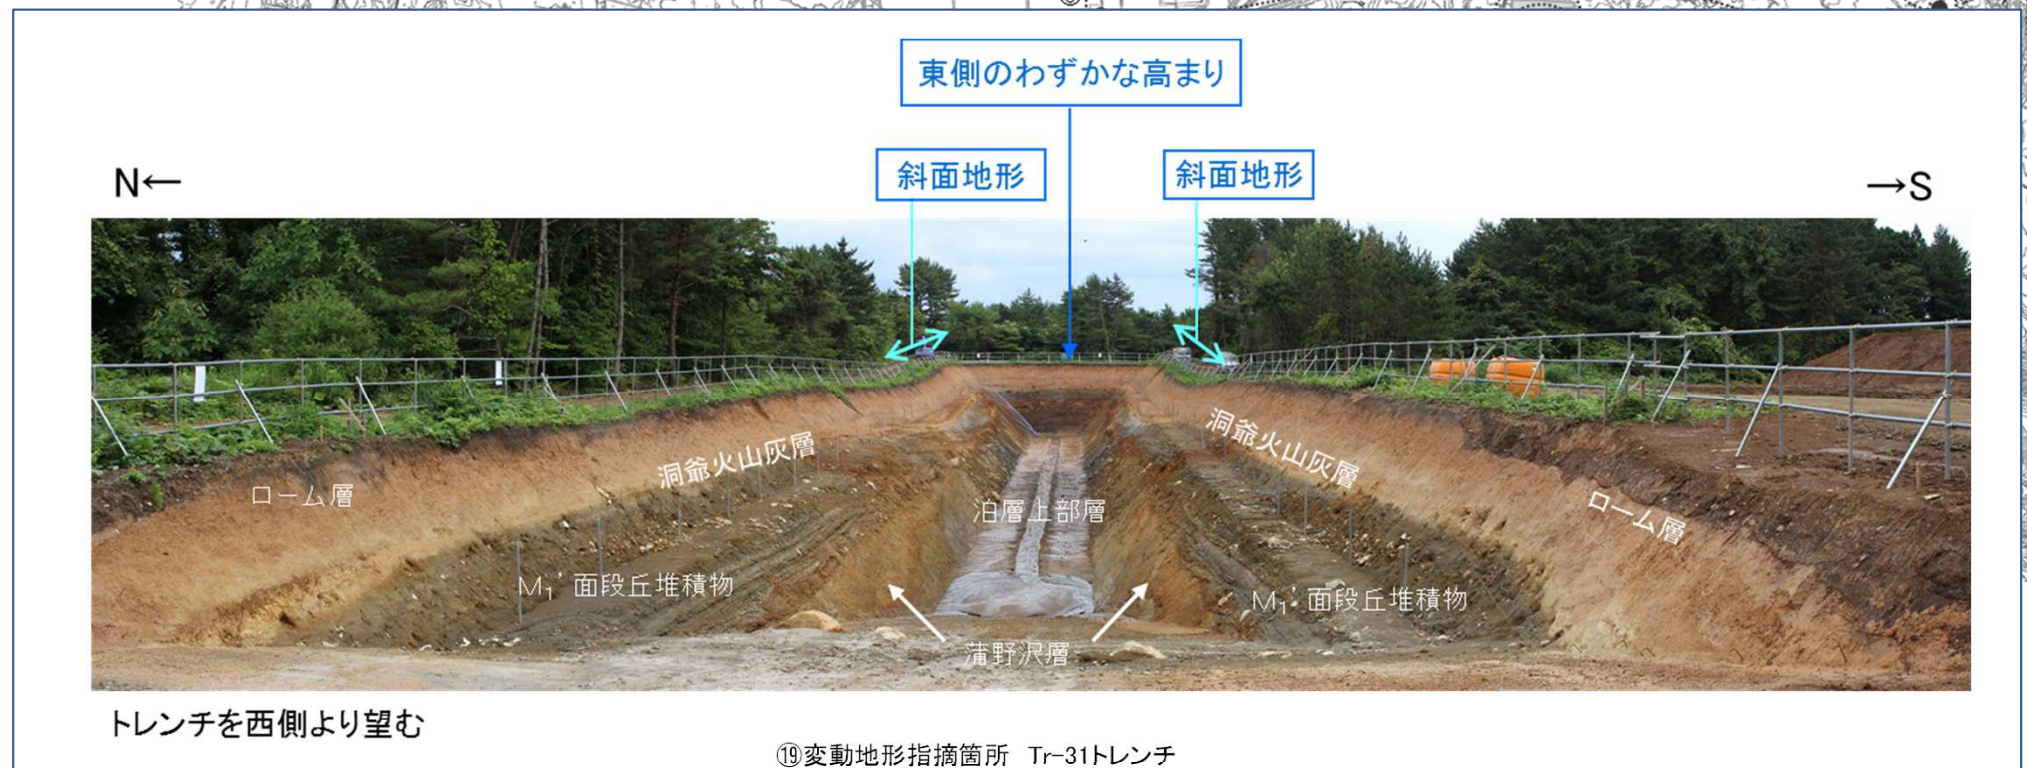 東側のわずかな高まり
斜面地形
斜面地形
N←
→S
洞爺火山灰層
洞爺火山灰層
ローム層
ローム層
泊層上部層
M₁’面段丘堆積物
M₁’面段丘堆積物
蒲野沢層
トレンチを西側より望む
⑲変動地形指摘箇所 Tr-31トレンチ